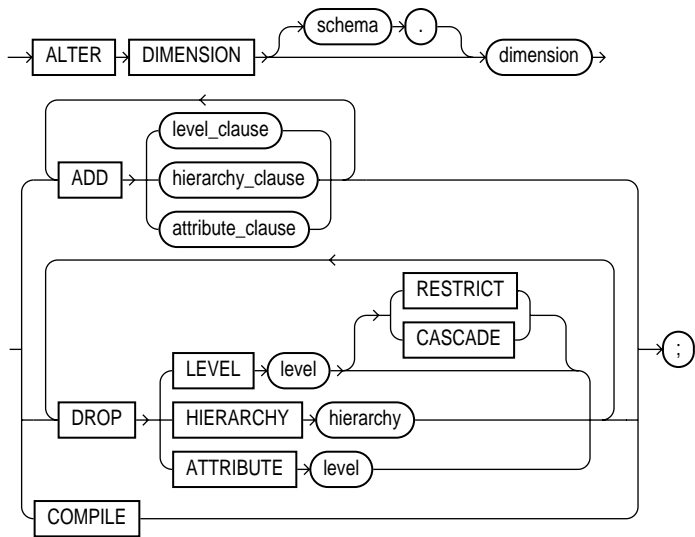 schema .
ALTER DIMENSION dimension
level_clause
ADD hierarchy_clause
attribute_clause
RESTRICT
CASCADE
;
LEVEL level
DROP HIERARCHY hierarchy
ATTRIBUTE level
COMPILE